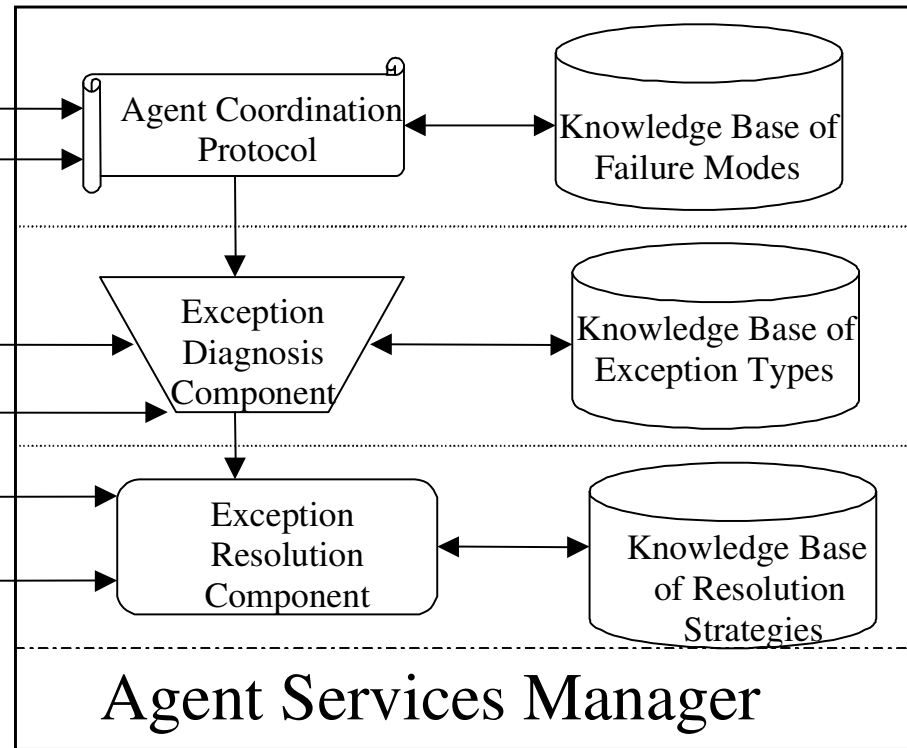 Agent Coordination
Protocol
Knowledge Base of
Failure Modes
Exception
Diagnosis
Component
Knowledge Base of
Exception Types
Exception
Resolution
Component
Knowledge Base
of Resolution
Strategies
Agent Services Manager